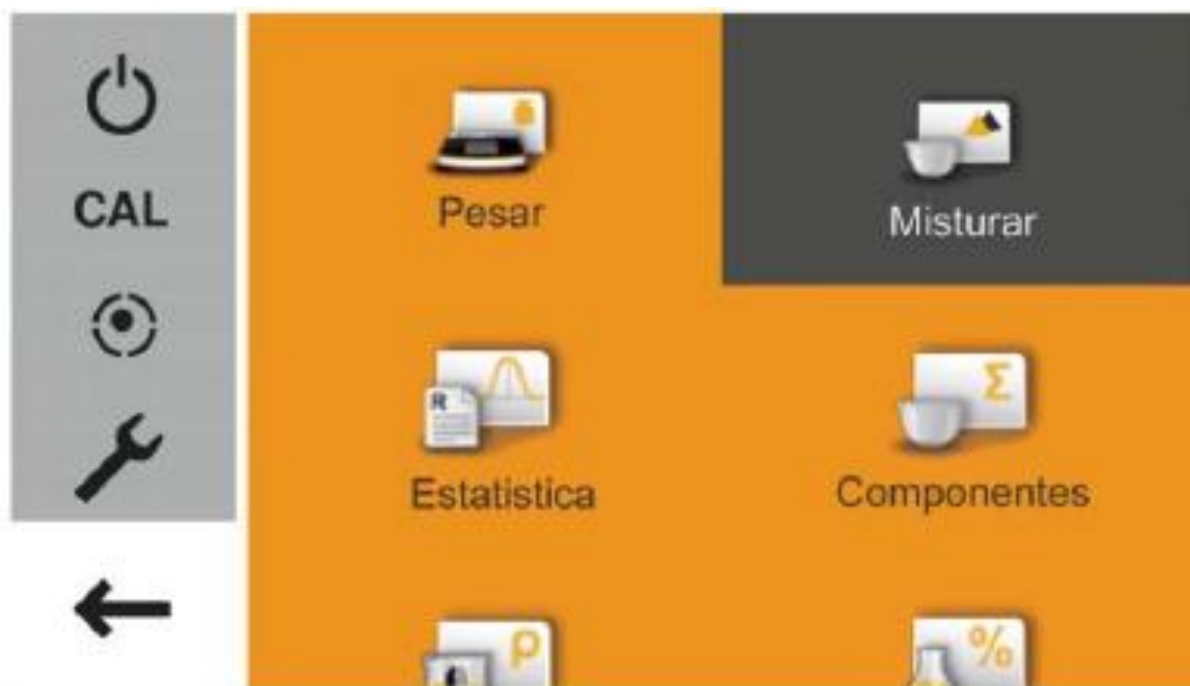 CAL
Pesar
Misturar
R
Σ
Estatistica
Componentes
ρ
%